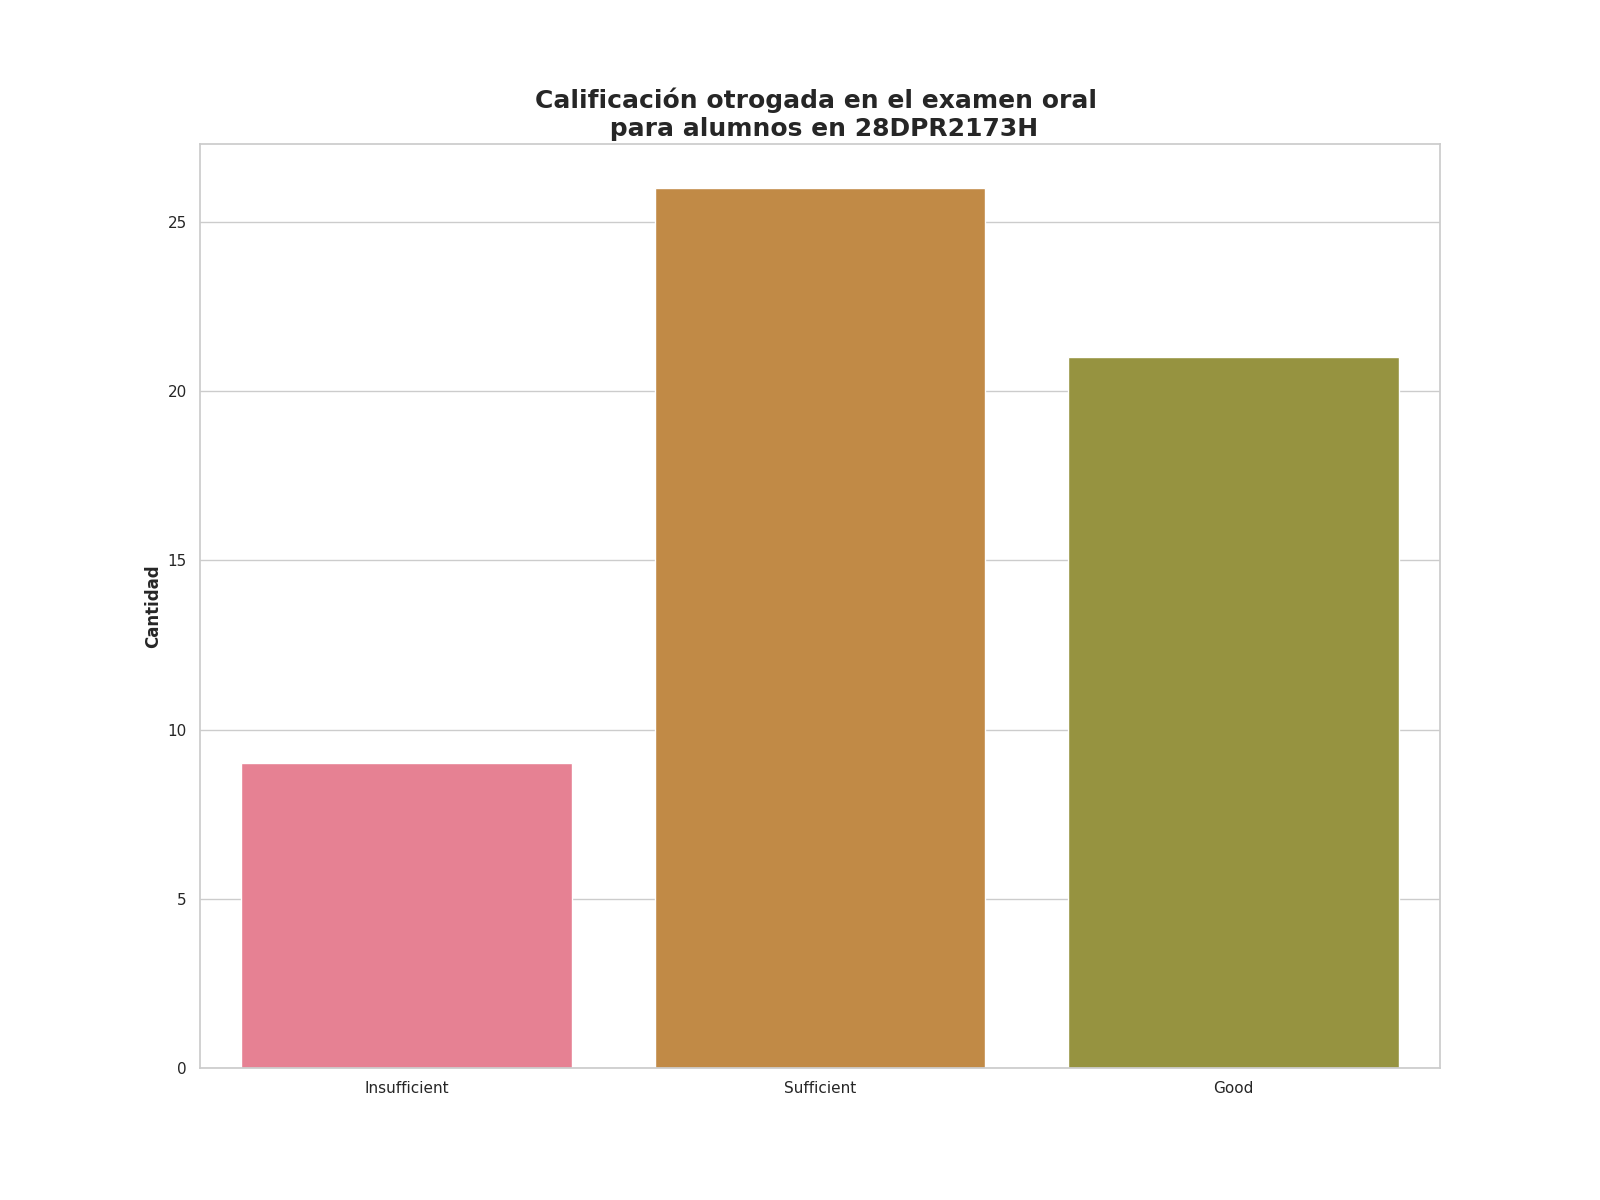 Calificación otrogada en el examen oral
para alumnos en 28DPR2173H
Cantidad
25
20
15
10
5
0
Insufficient
Sufficient
Good